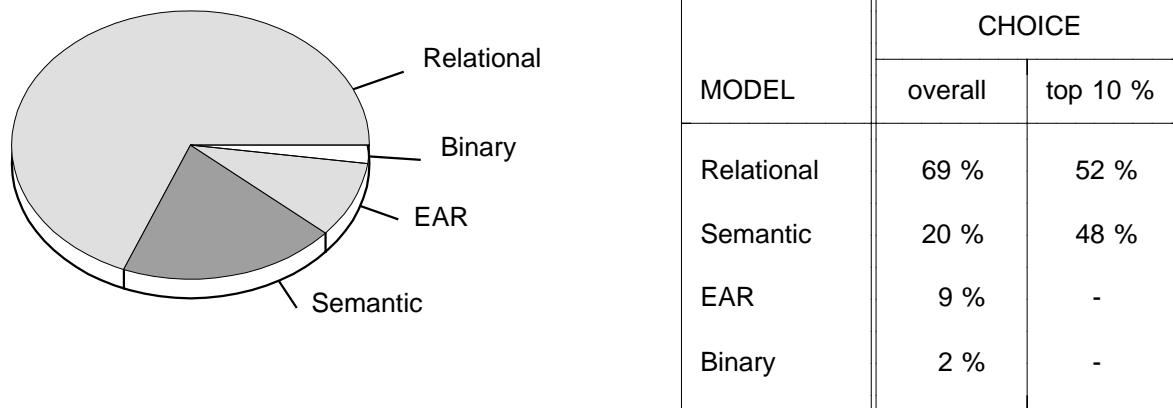 Relational
Binary
EAR
Semantic
CHOICE
MODEL overall top 10 %
Relational 69 % 52 %
Semantic 20 % 48 %
EAR 9 % -
Binary 2 % -